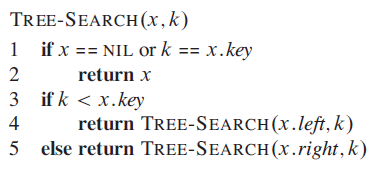 TREE-SEARCH(x, k)
1 if x == NIL or k == x.key
2 return x
3 if k < x.key
4 return TREE-SEARCH(x.left, k)
5 else return TREE-SEARCH(x.right, k)